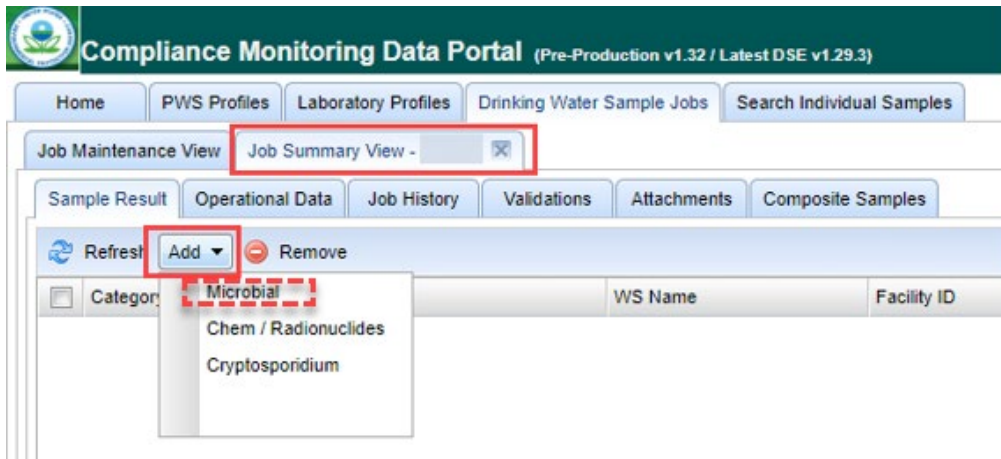 Compliance Monitoring Data Portal (Pre-Production v1.32 / Latest DSE v1.29.3)
Home PWS Profiles Laboratory Profiles Drinking Water Sample Jobs Search Individual Samples
Job Maintenance View Job Summary View -
Sample Result Operational Data Job History Validations Attachments Composite Samples
Refresh Add Remove
Category WS Name Facility ID
Microbial
Chem / Radionuclides
Cryptosporidium